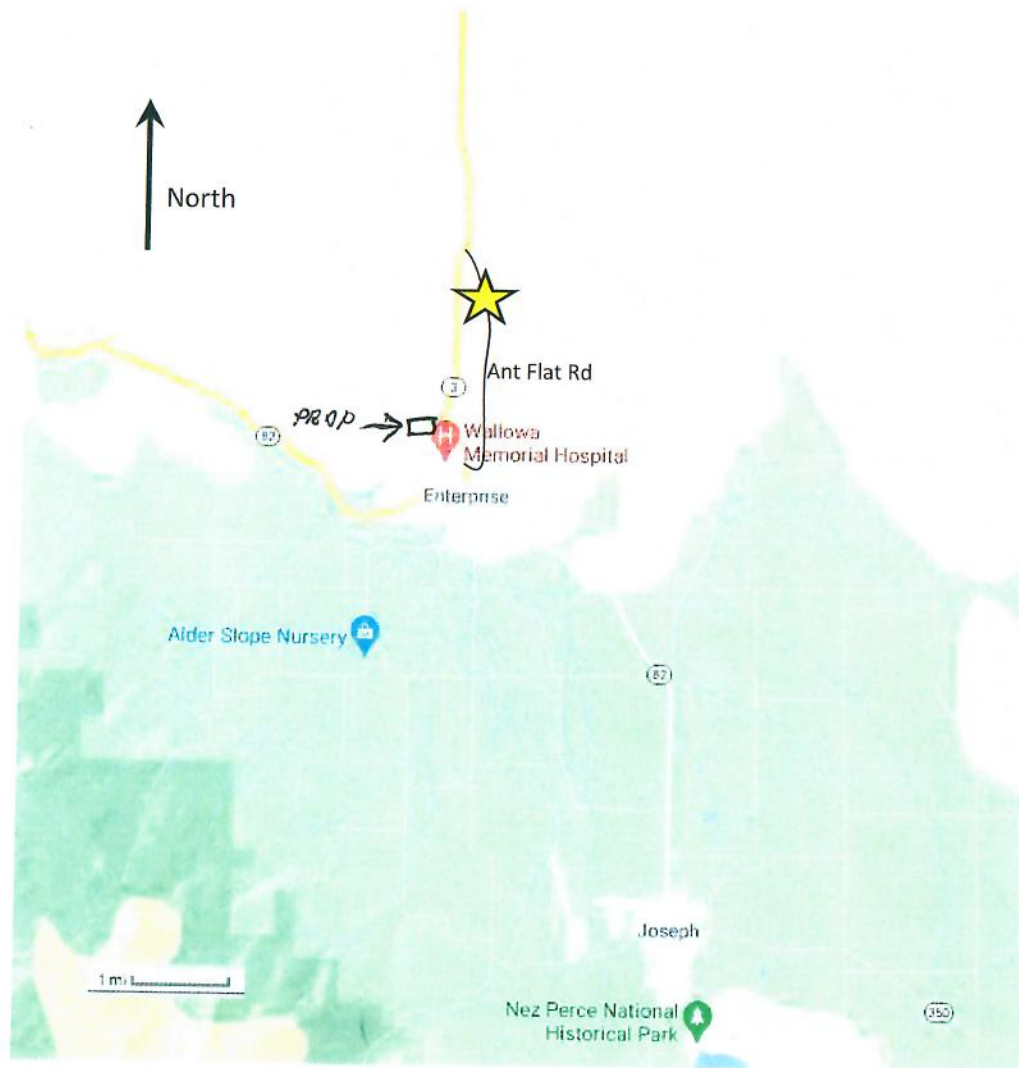 North
Ant Flat Rd
3
PROP
82
Wallowa
Memorial Hospital
H
Enterprise
Alder Slope Nursery
82
Joseph
1 mi
Nez Perce National
Historical Park
350